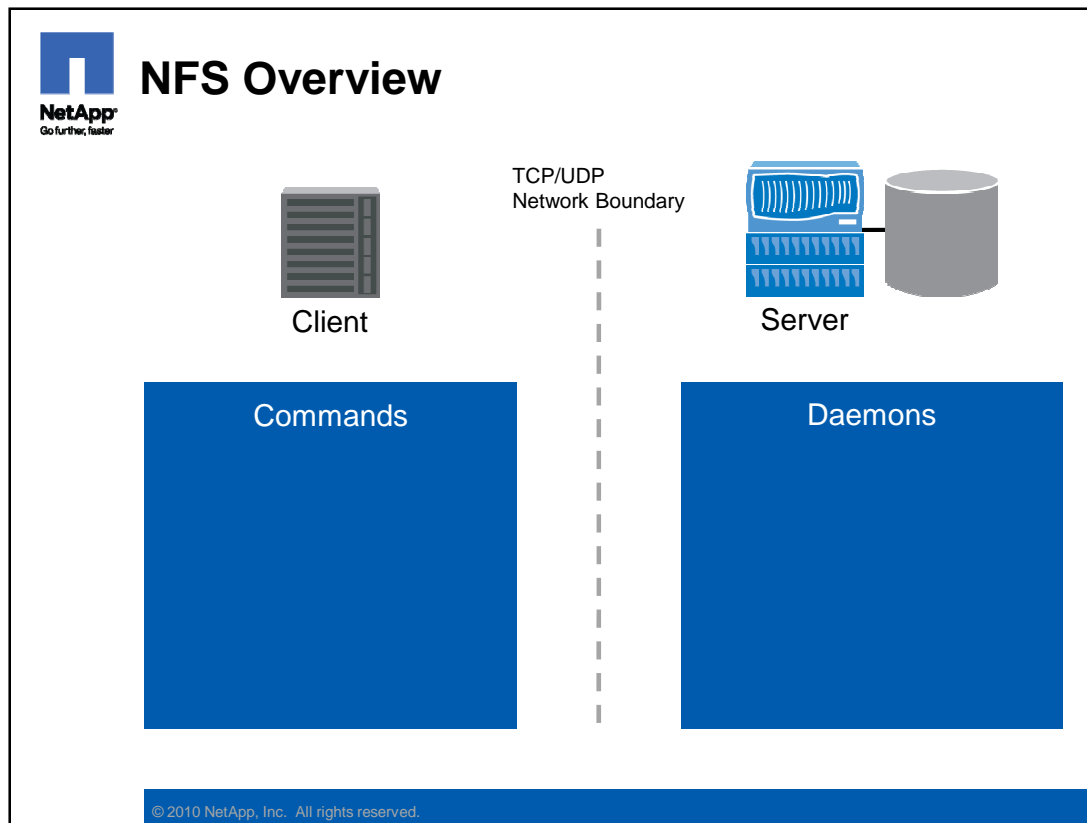 NFS Overview
NetApp®
Go further, faster
TCP/UDP
Network Boundary
Client
Server
Commands
Daemons
© 2010 NetApp, Inc. All rights reserved.